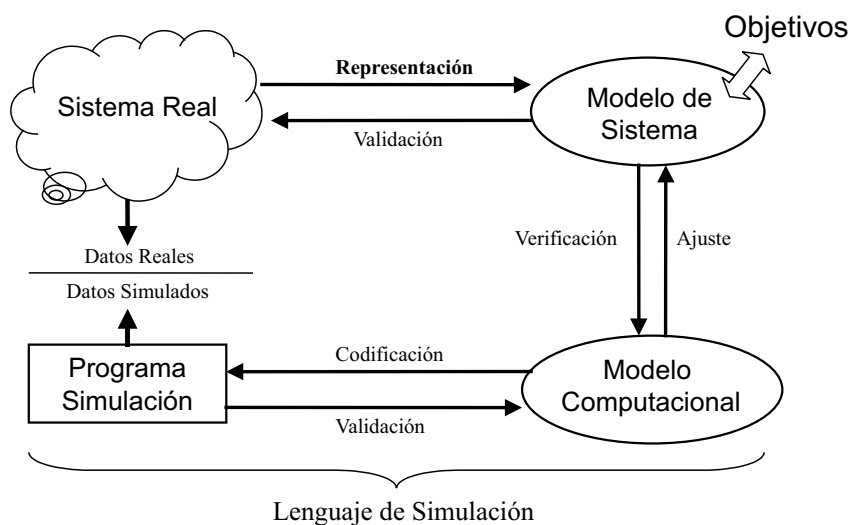 Objetivos
Representación
Sistema Real
Modelo de
Sistema
Validación
Verificación
Ajuste
Datos Reales
Datos Simulados
Programa
Simulación
Codificación
Modelo
Computacional
Validación
Lenguaje de Simulación